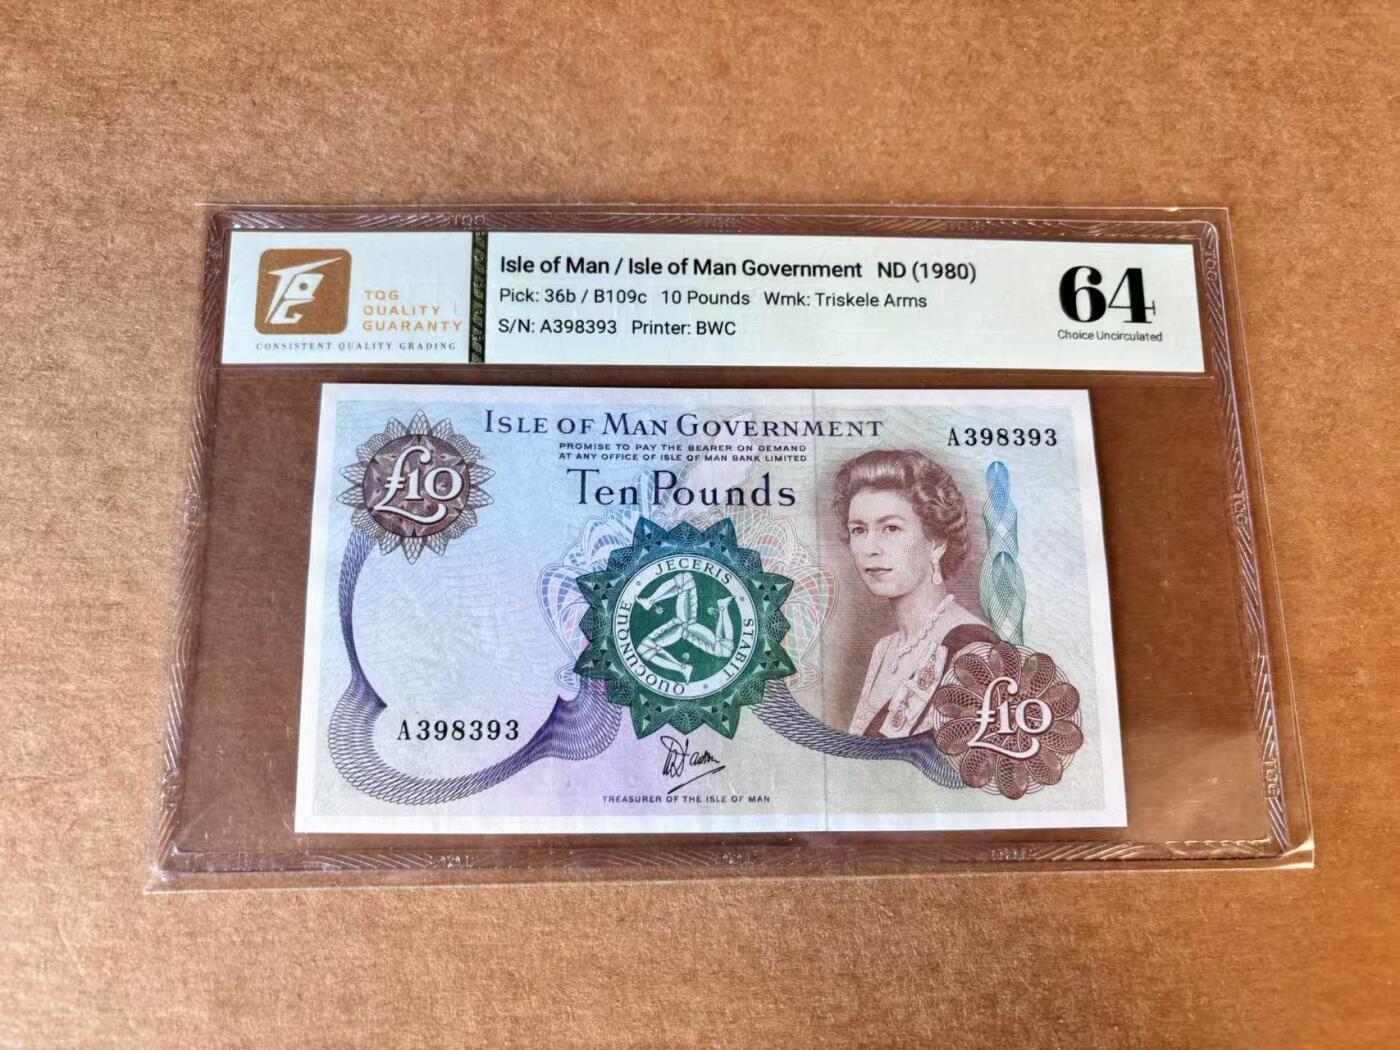 TQG
QUALITY
GUARANTY
CONSISTENT QUALITY GRADING
Isle of Man / Isle of Man Government ND (1980)
Pick: 36b / B109c 10 Pounds Wmk: Triskele Arms
S/N: A398393 Printer: BWC
64
Choice Uncirculated
ISLE OF MAN GOVERNMENT
PROMISE TO PAY THE BEARER ON DEMAND
AT ANY OFFICE OF ISLE OF MAN BANK LIMITED
Ten Pounds
A398393
£10
QUOCUNQUE · JECERIS · STABIT ·
A398393
£10
TREASURER OF THE ISLE OF MAN